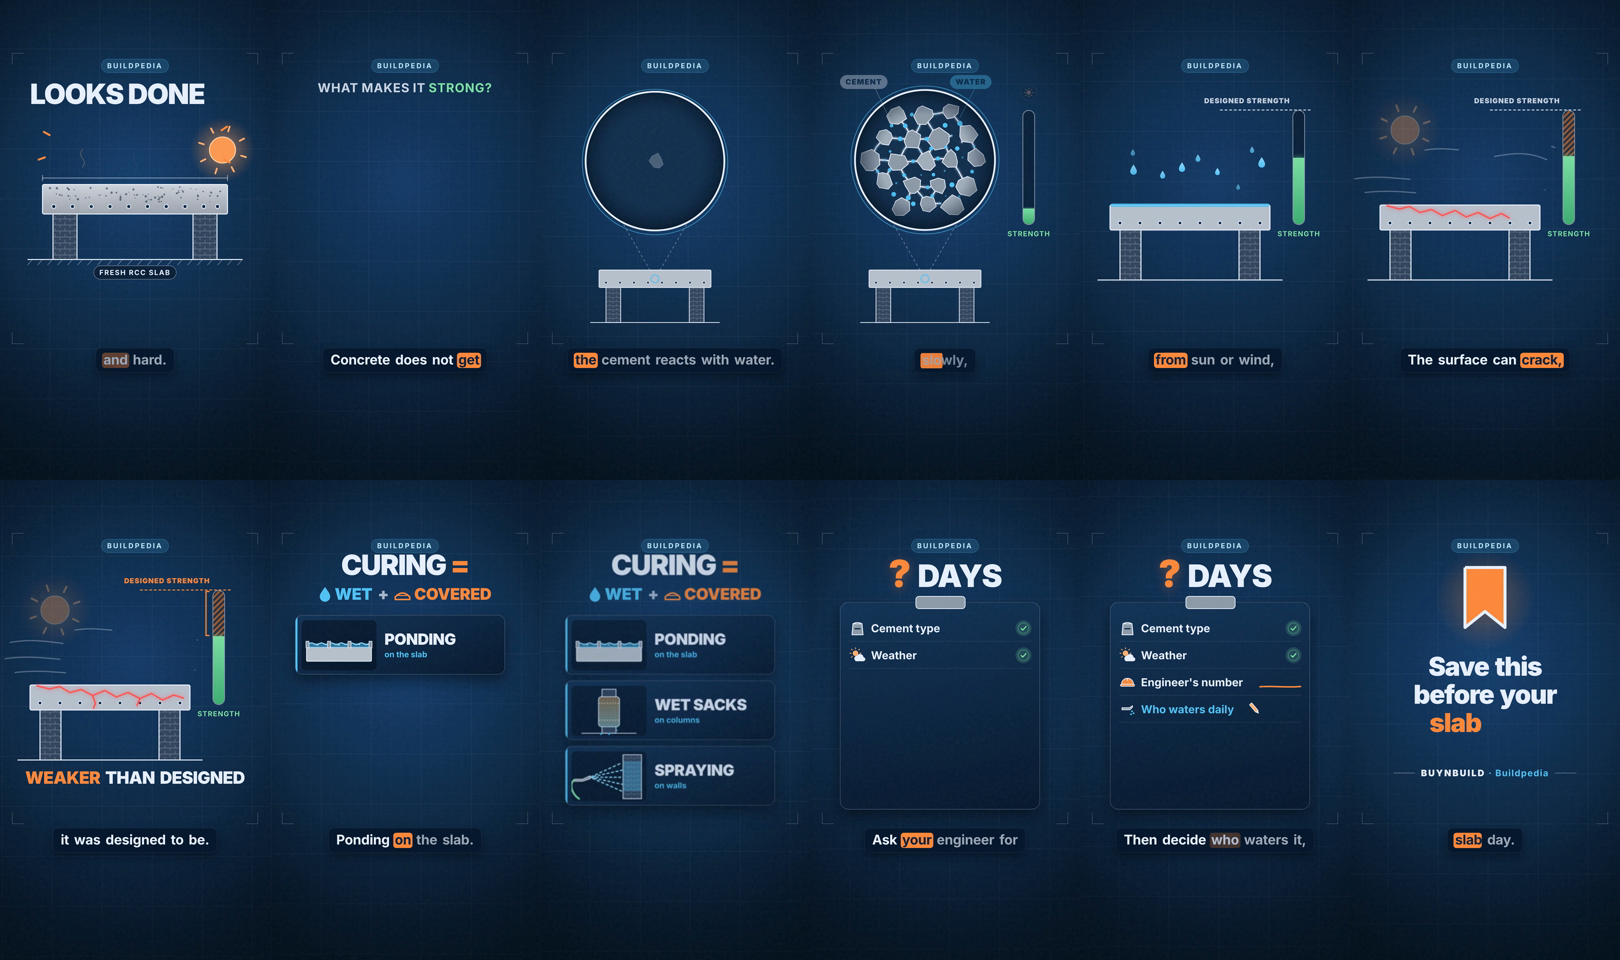 BUILDPEDIA
LOOKS DONE
FRESH RCC SLAB
and hard.
BUILDPEDIA
WHAT MAKES IT STRONG?
Concrete does not get
BUILDPEDIA
the cement reacts with water.
BUILDPEDIA
CEMENT
WATER
STRENGTH
slowly,
BUILDPEDIA
DESIGNED STRENGTH
STRENGTH
from sun or wind,
BUILDPEDIA
DESIGNED STRENGTH
STRENGTH
The surface can crack,
BUILDPEDIA
DESIGNED STRENGTH
STRENGTH
WEAKER THAN DESIGNED
it was designed to be.
BUILDPEDIA
CURING =
WET + COVERED
PONDING
on the slab
Ponding on the slab.
BUILDPEDIA
CURING =
WET + COVERED
PONDING
on the slab
WET SACKS
on columns
SPRAYING
on walls
BUILDPEDIA
? DAYS
Cement type
Weather
Ask your engineer for
BUILDPEDIA
? DAYS
Cement type
Weather
Engineer's number
Who waters daily
Then decide who waters it,
BUILDPEDIA
Save this
before your
slab
BUYNBUILD · Buildpedia
slab day.